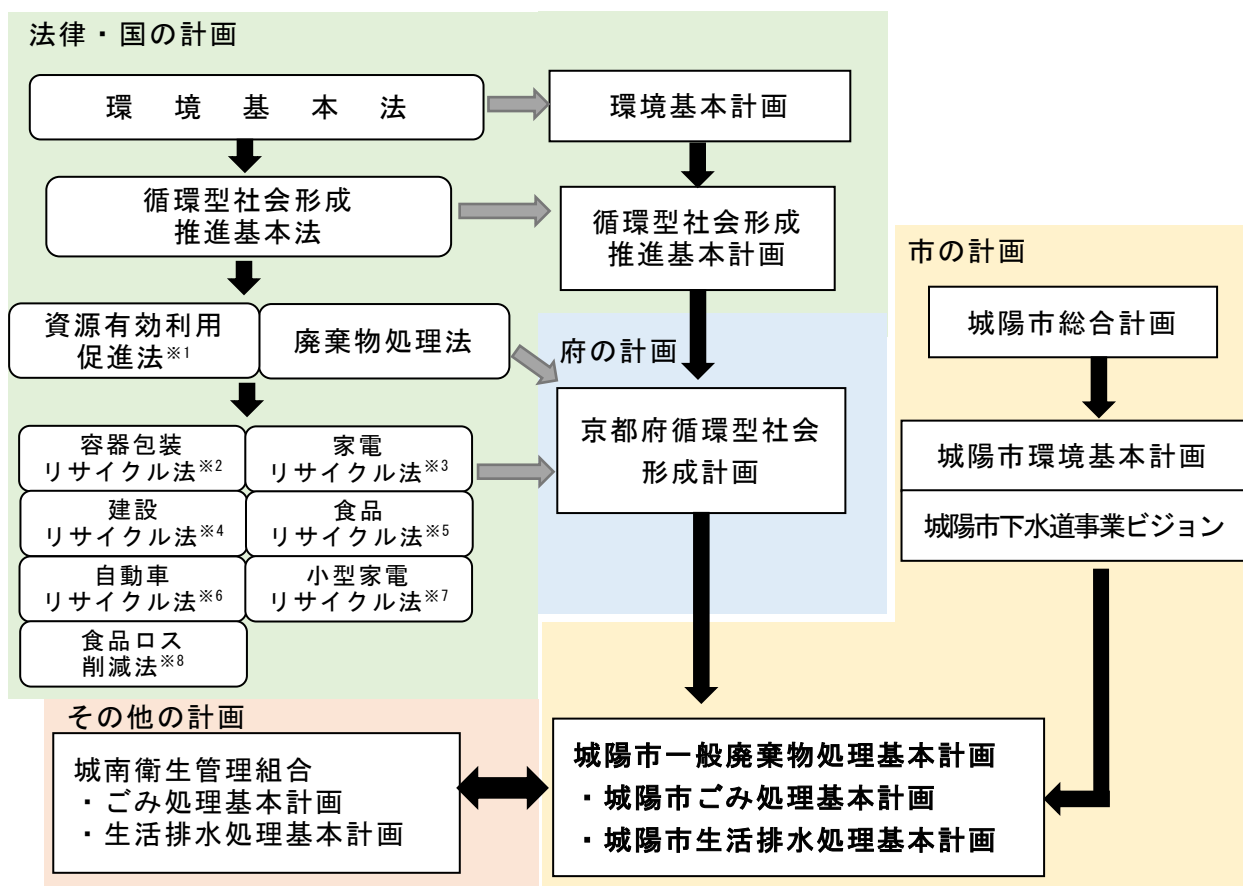 法律・国の計画
環境基本法
環境基本計画
循環型社会形成
推進基本法
循環型社会形成
推進基本計画
資源有効利用
促進法※1
廃棄物処理法
容器包装
リサイクル法※2
家電
リサイクル法※3
建設
リサイクル法※4
食品
リサイクル法※5
自動車
リサイクル法※6
小型家電
リサイクル法※7
食品ロス
削減法※8
府の計画
京都府循環型社会
形成計画
市の計画
城陽市総合計画
城陽市環境基本計画
城陽市下水道事業ビジョン
その他の計画
城南衛生管理組合
・ごみ処理基本計画
・生活排水処理基本計画
城陽市一般廃棄物処理基本計画
・城陽市ごみ処理基本計画
・城陽市生活排水処理基本計画